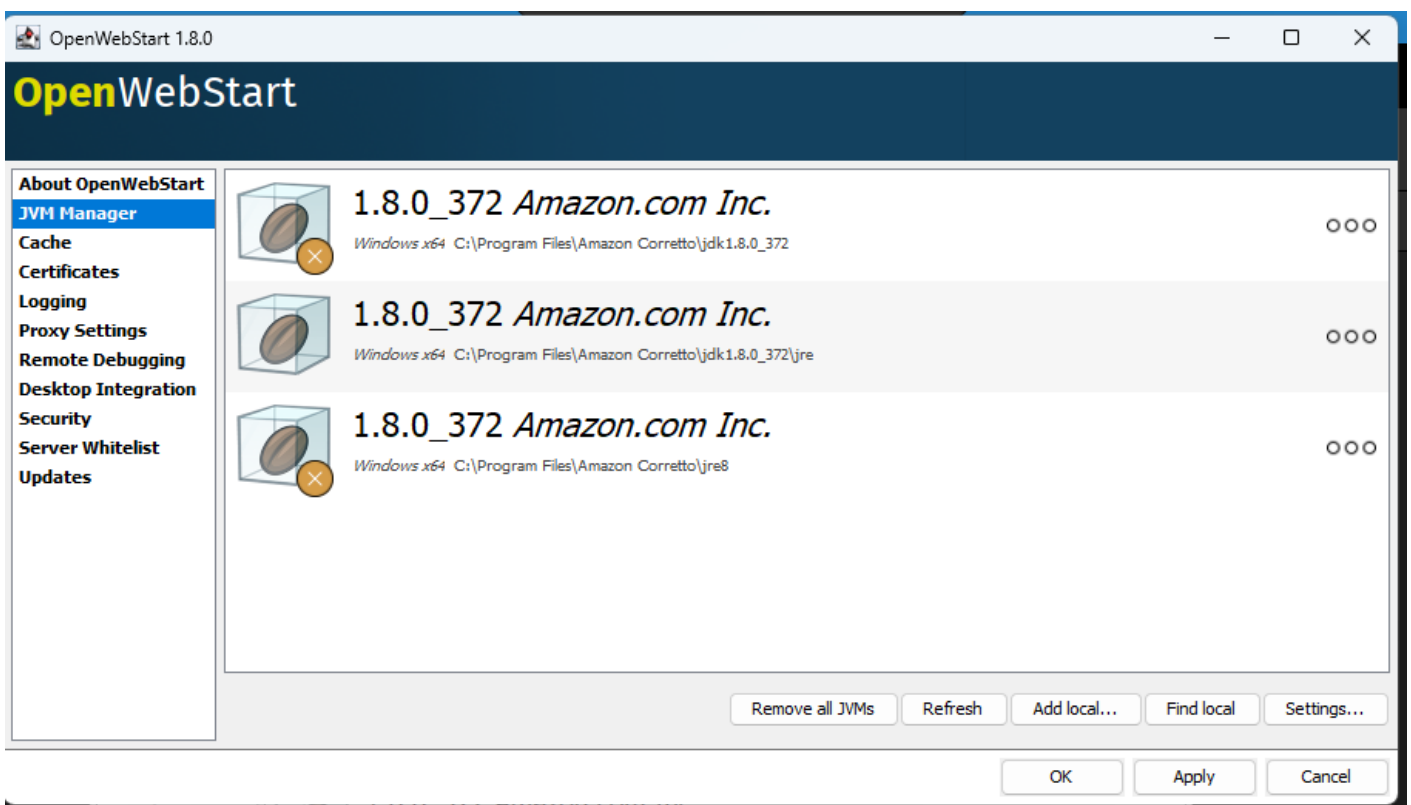 OpenWebStart 1.8.0
OpenWebStart
About OpenWebStart
JVM Manager
Cache
Certificates
Logging
Proxy Settings
Remote Debugging
Desktop Integration
Security
Server Whitelist
Updates
1.8.0_372 Amazon.com Inc.
Windows x64 C:\Program Files\Amazon Corretto\jdk1.8.0_372
1.8.0_372 Amazon.com Inc.
Windows x64 C:\Program Files\Amazon Corretto\jdk1.8.0_372\jre
1.8.0_372 Amazon.com Inc.
Windows x64 C:\Program Files\Amazon Corretto\jre8
Remove all JVMs Refresh Add local... Find local Settings...
OK Apply Cancel